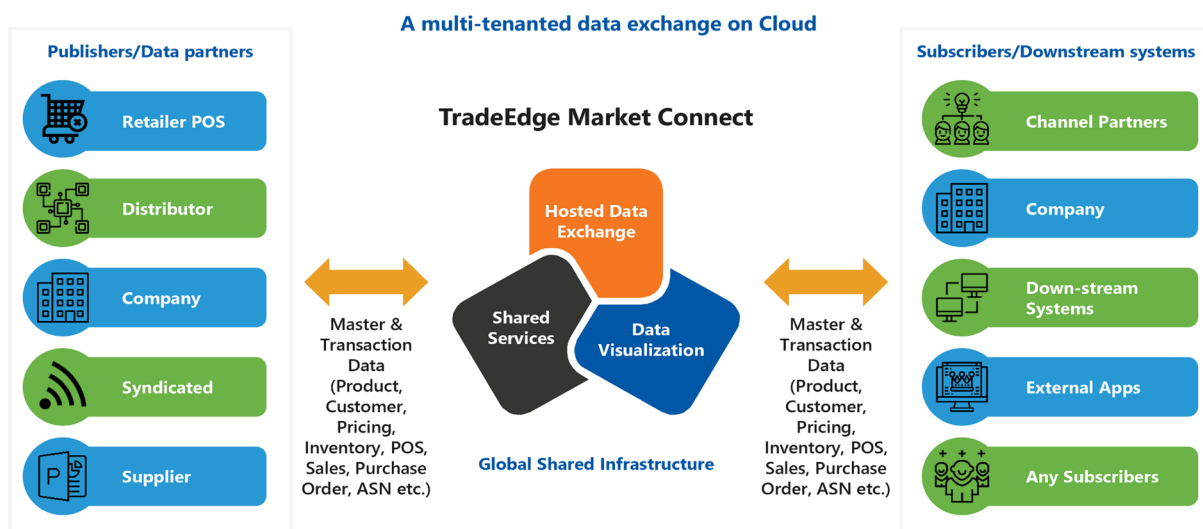 A multi-tenanted data exchange on Cloud
Publishers/Data partners
Retailer POS
Distributor
Company
Syndicated
P
Supplier
Master &
Transaction
Data
(Product,
Customer,
Pricing,
Inventory, POS,
Sales, Purchase
Order, ASN etc.)
TradeEdge Market Connect
Hosted Data
Exchange
Shared
Services
Data
Visualization
Global Shared Infrastructure
Master &
Transaction
Data
(Product,
Customer,
Pricing,
Inventory, POS,
Sales, Purchase
Order, ASN etc.)
Subscribers/Downstream systems
Channel Partners
Company
Down-stream
Systems
External Apps
Any Subscribers